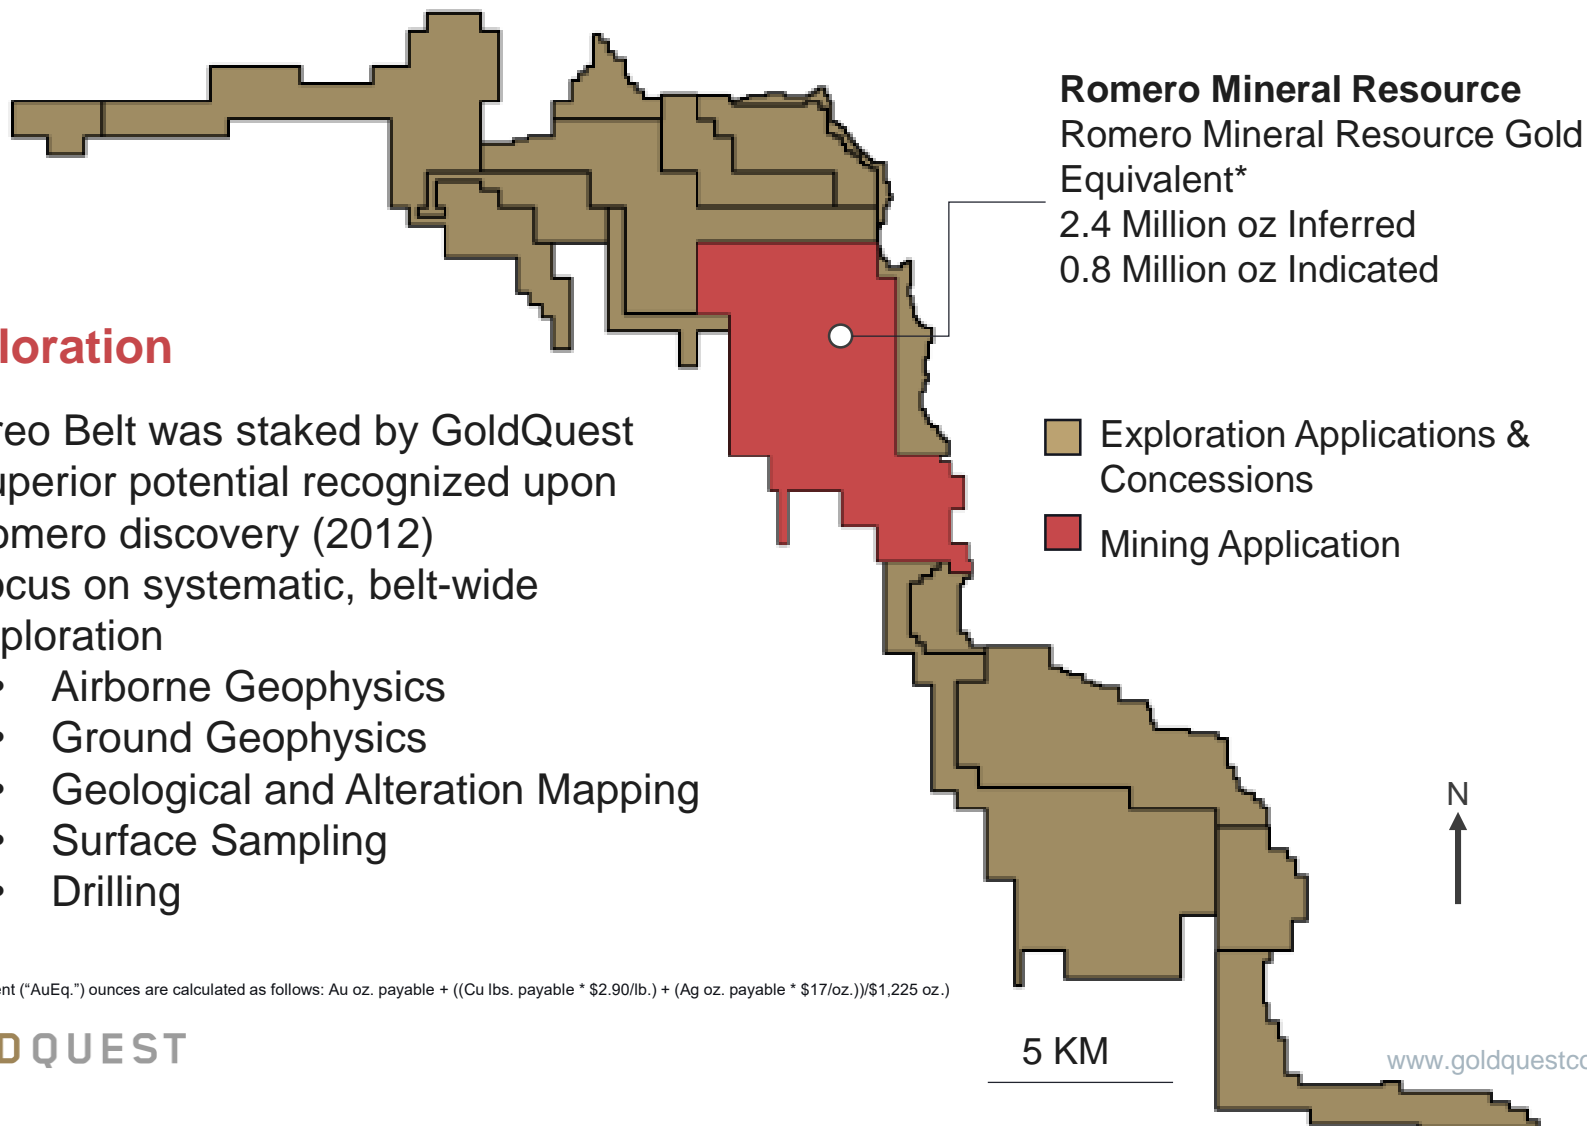 Romero Mineral Resource
Romero Mineral Resource Gold
Equivalent*
2.4 Million oz Inferred
0.8 Million oz Indicated
loration
reo Belt was staked by GoldQuest
uperior potential recognized upon
omero discovery (2012)
ocus on systematic, belt-wide
ploration
• Airborne Geophysics
• Ground Geophysics
• Geological and Alteration Mapping
• Surface Sampling
• Drilling
Exploration Applications &
Concessions
Mining Application
N
ent (“AuEq.”) ounces are calculated as follows: Au oz. payable + ((Cu lbs. payable * $2.90/lb.) + (Ag oz. payable * $17/oz.))/$1,225 oz.)
DQUEST
5 KM
www.goldquestco